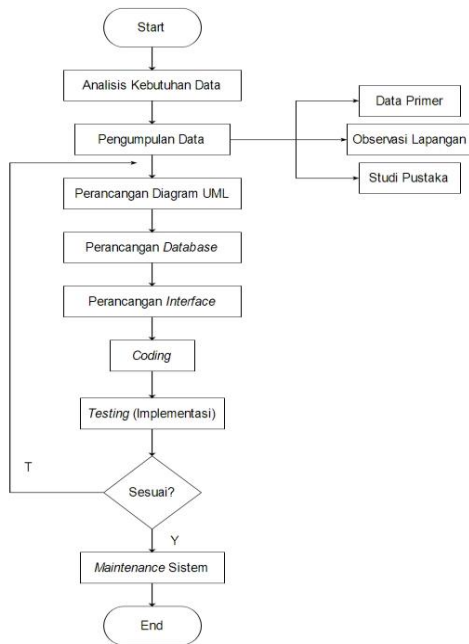 Start
Analisis Kebutuhan Data
Pengumpulan Data
Data Primer
Observasi Lapangan
Studi Pustaka
Perancangan Diagram UML
Perancangan Database
Perancangan Interface
Coding
Testing (Implementasi)
T
Sesuai?
Y
Maintenance Sistem
End